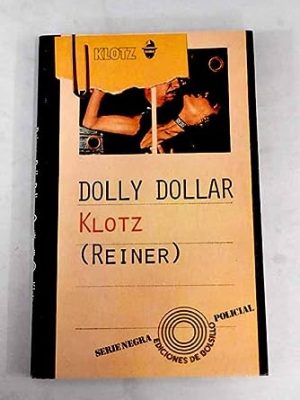 KLOTZ
DOLLY DOLLAR
KLOTZ
(REINER)
SERIE NEGRA
POLICIAL
EDICIONES DE BOLSILLO